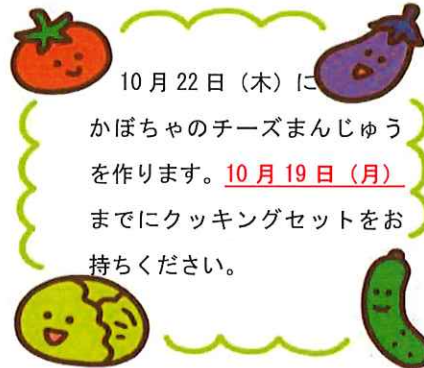 10月22日（木）に
かぼちゃのチーズまんじゅう
を作ります。10月19日（月）
までにクッキングセットをお
持ちください。